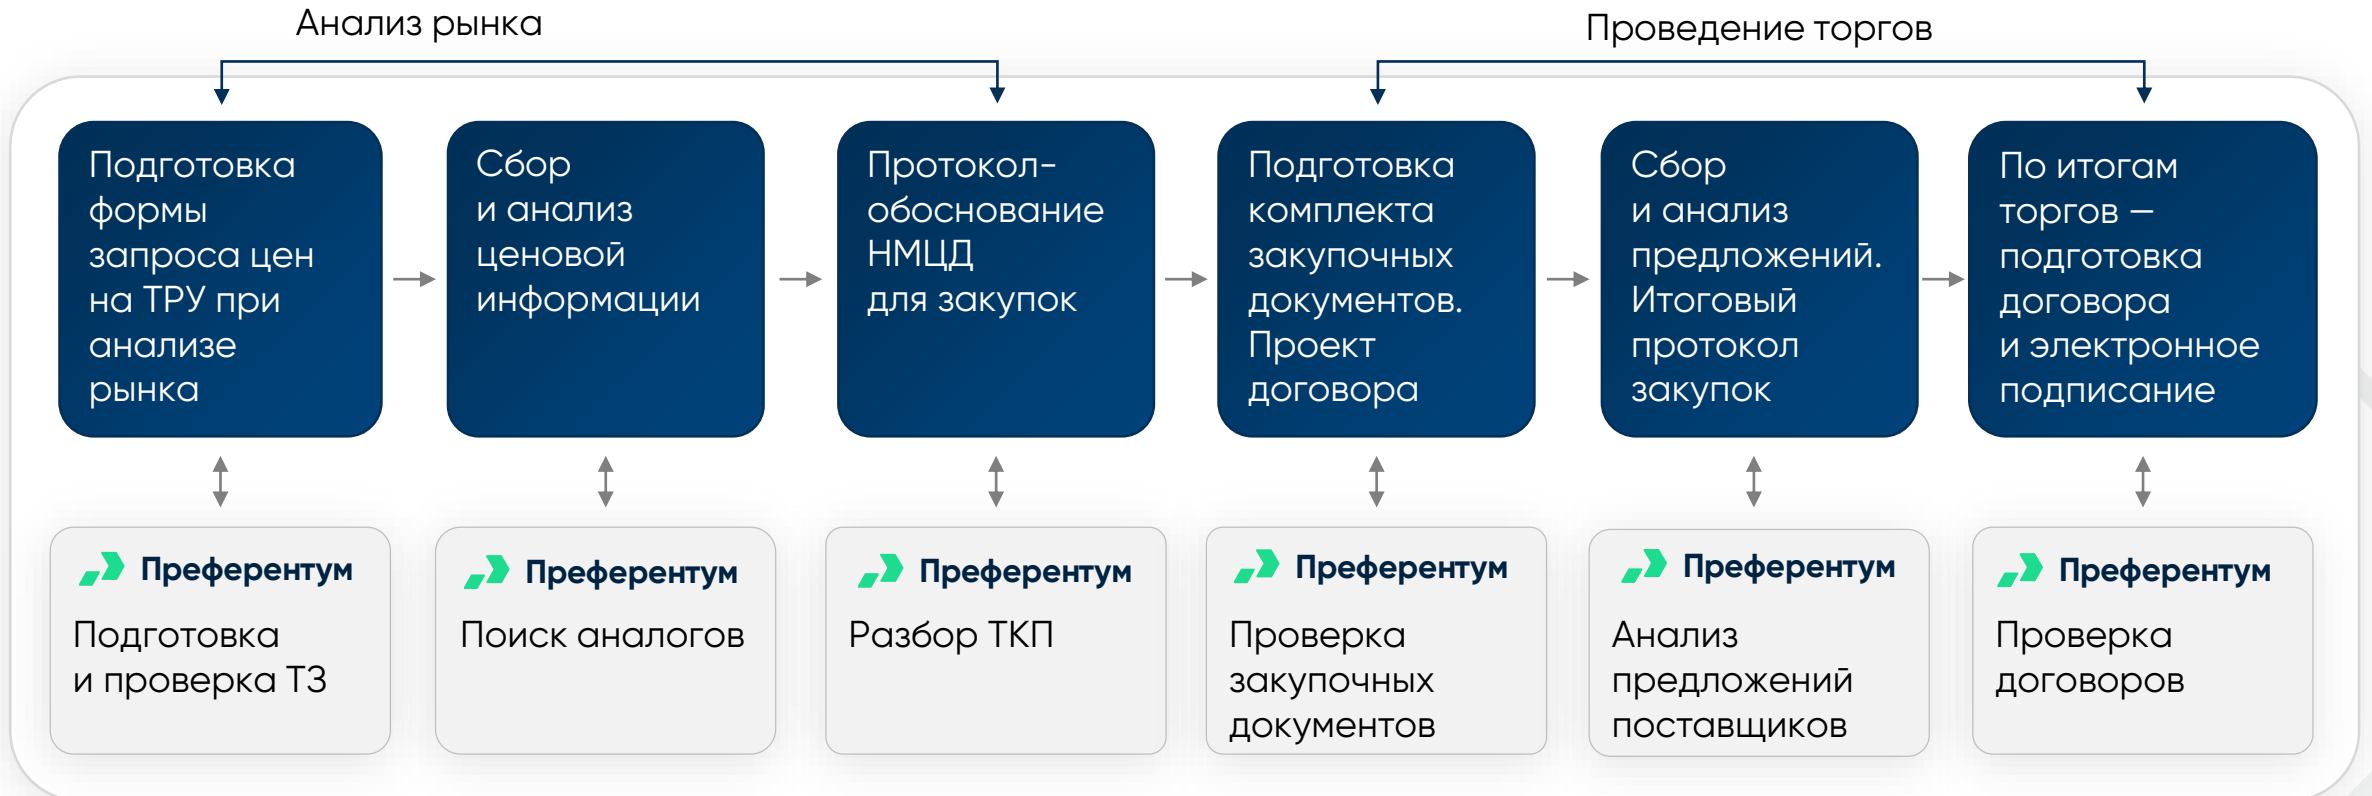 Анализ рынка
Проведение торгов
Подготовка
формы
запроса цен
на ТРУ при
анализе
рынка
Сбор
и анализ
ценовой
информации
Протокол-
обоснование
НМЦД
для закупок
Подготовка
комплекта
закупочных
документов.
Проект
договора
Сбор
и анализ
предложений.
Итоговый
протокол
закупок
По итогам
торгов —
подготовка
договора
и электронное
подписание
Преферентум
Подготовка
и проверка ТЗ
Преферентум
Поиск аналогов
Преферентум
Разбор ТКП
Преферентум
Проверка
закупочных
документов
Преферентум
Анализ
предложений
поставщиков
Преферентум
Проверка
договоров